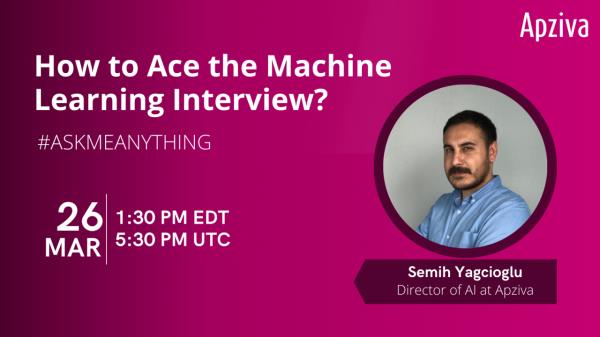 Apziva
How to Ace the Machine
Learning Interview?
#ASKMEANYTHING
26
MAR
1:30 PM EDT
5:30 PM UTC
Semih Yagcioglu
Director of AI at Apziva